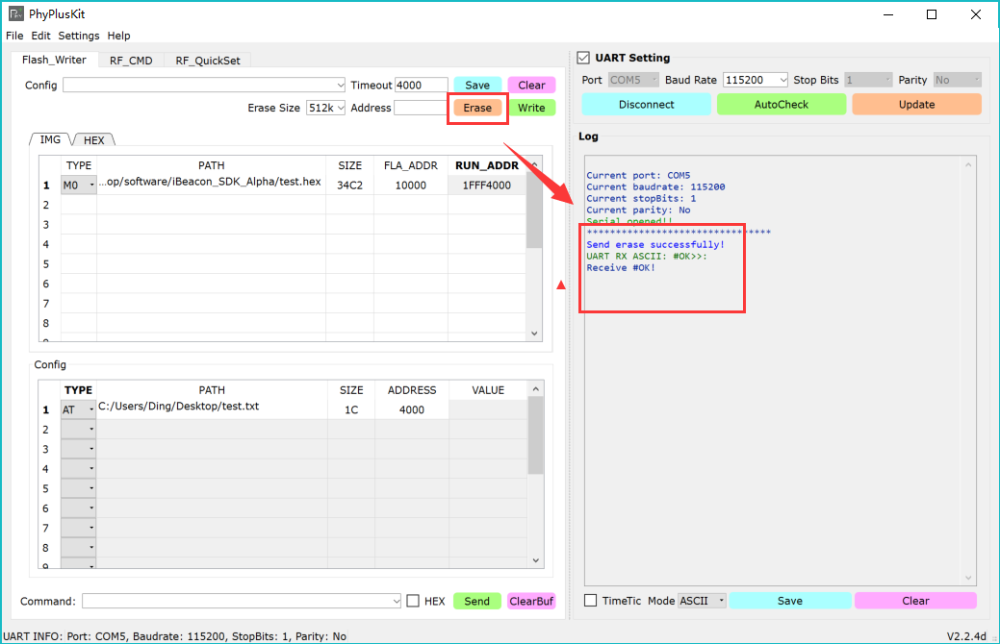 PhyPlusKit
File Edit Settings Help
Flash_Writer RF_CMD RF_QuickSet
Config Timeout 4000 Save Clear
Erase Size 512k Address Erase Write
IMG HEX
TYPE PATH SIZE FLA_ADDR RUN_ADDR
1 M0 ...op/software/iBeacon_SDK_Alpha/test.hex 34C2 10000 1FFF4000
2
3
4
5
6
7
8
9
Config
TYPE PATH SIZE ADDRESS VALUE
1 AT C:/Users/Ding/Desktop/test.txt 1C 4000
2
3
4
5
6
7
8
9
Command: HEX Send ClearBuf
UART Setting
Port COM5 Baud Rate 115200 Stop Bits 1 Parity No
Disconnect AutoCheck Update
Log
Current port: COM5
Current baudrate: 115200
Current stopBits: 1
Current parity: No
Serial opened!!
********************************
Send erase successfully!
UART RX ASCII: #OK>>:
Receive #OK!
TimeTic Mode ASCII Save Clear
UART INFO: Port: COM5, Baudrate: 115200, StopBits: 1, Parity: No V2.2.4d